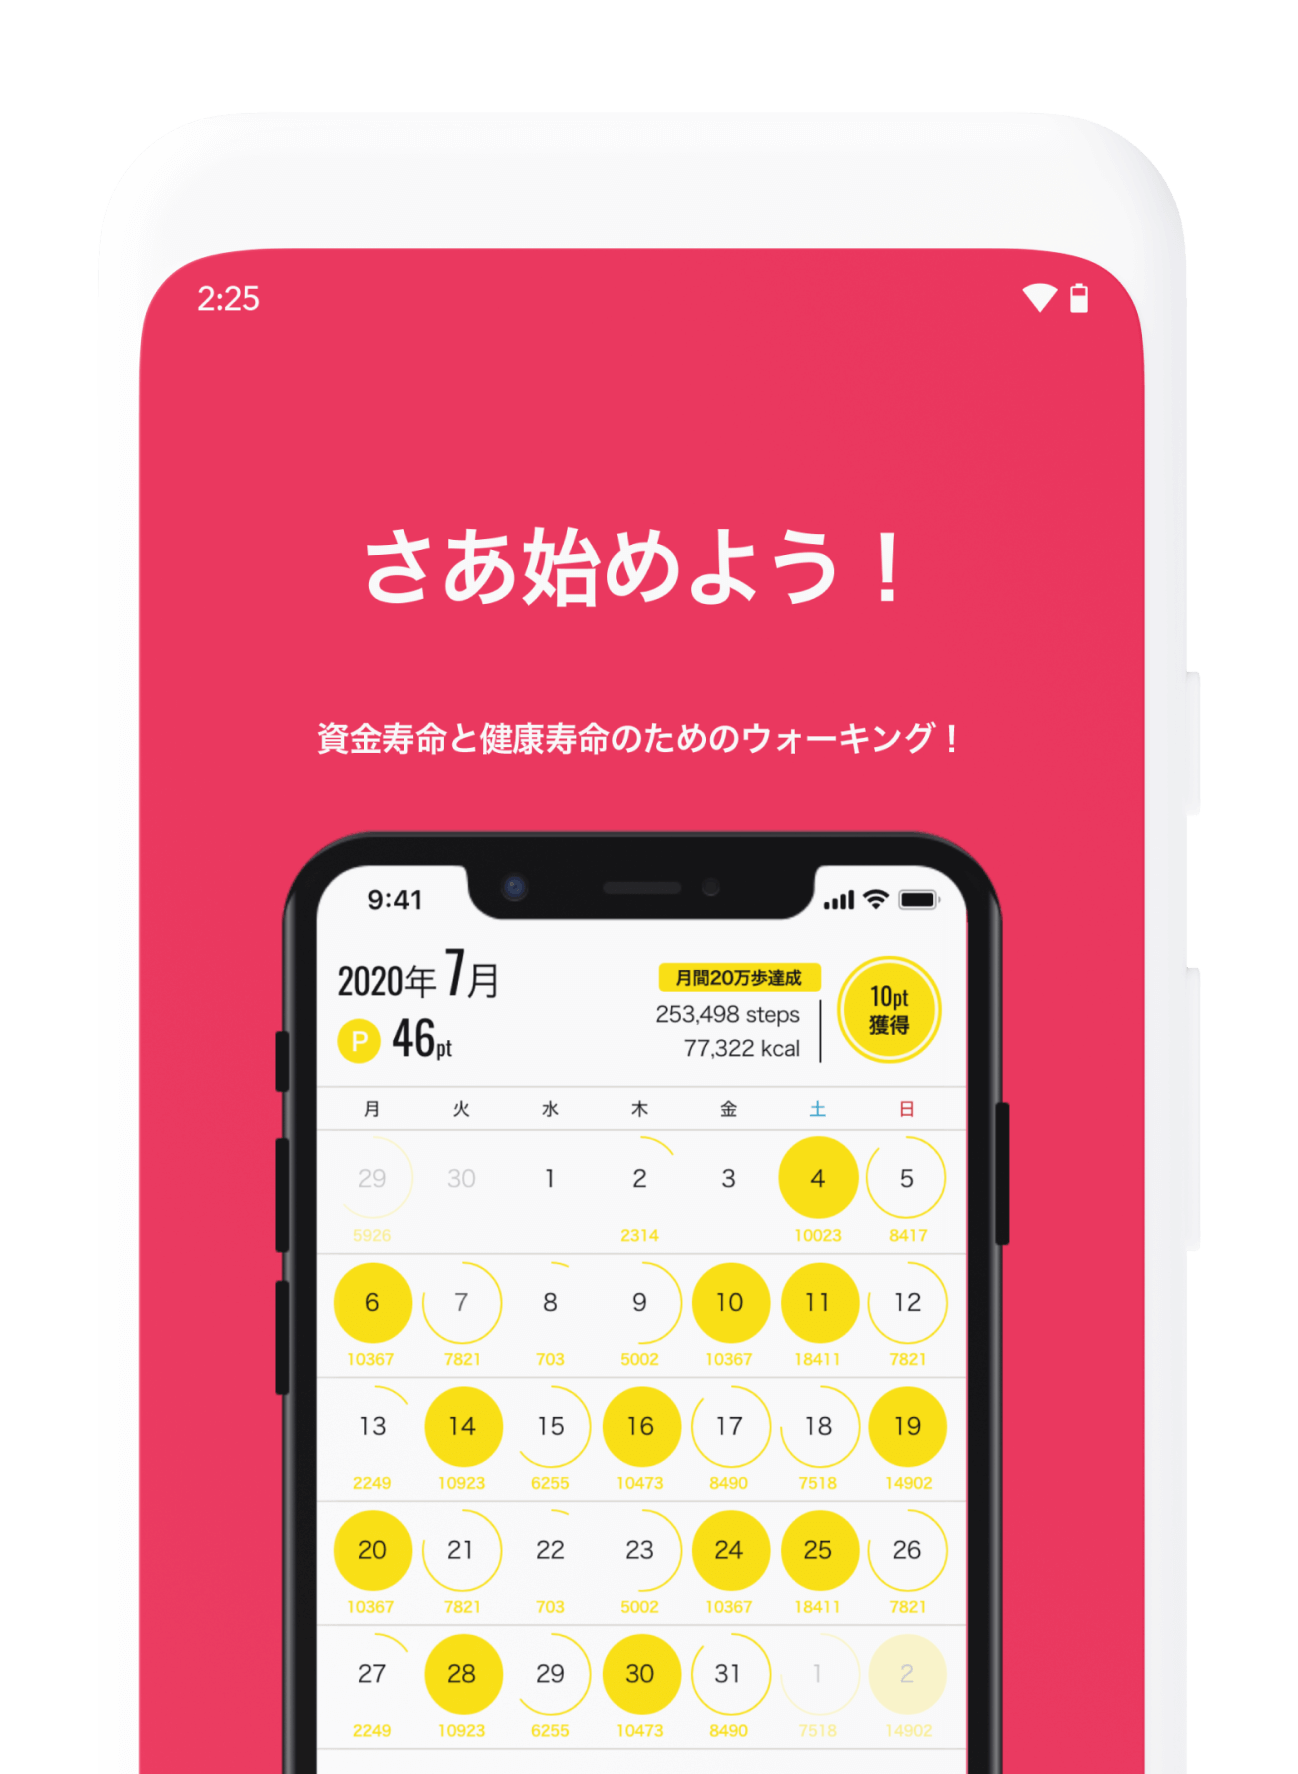 2:25
さあ始めよう！
資金寿命と健康寿命のためのウォーキング！
9:41
2020年 7月
P 46pt
月間20万歩達成
253,498 steps
77,322 kcal
10pt
獲得
月 火 水 木 金 土 日
29 30 1 2 3 4 5
5926 2314 10023 8417
6 7 8 9 10 11 12
10367 7821 703 5002 10367 18411 7821
13 14 15 16 17 18 19
2249 10923 6255 10473 8490 7518 14902
20 21 22 23 24 25 26
10367 7821 703 5002 10367 18411 7821
27 28 29 30 31 1 2
2249 10923 6255 10473 8490 7518 14902